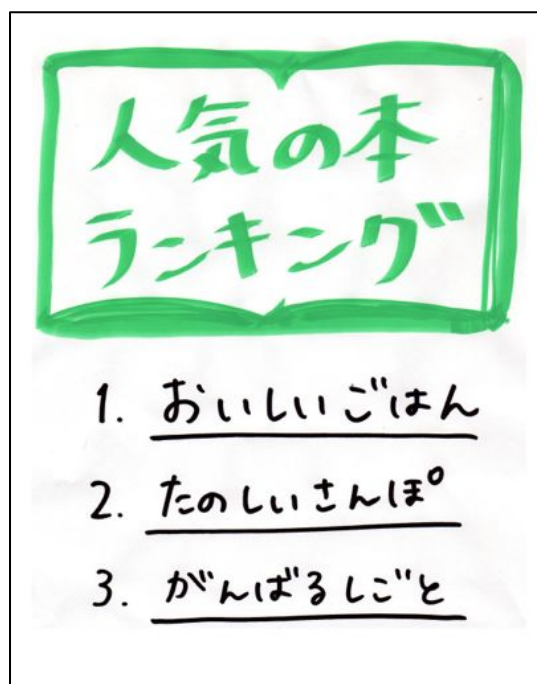 人気の本
ランキング
1. おいしいごはん
2. たのしいさんぽ
3. がんばるしごと